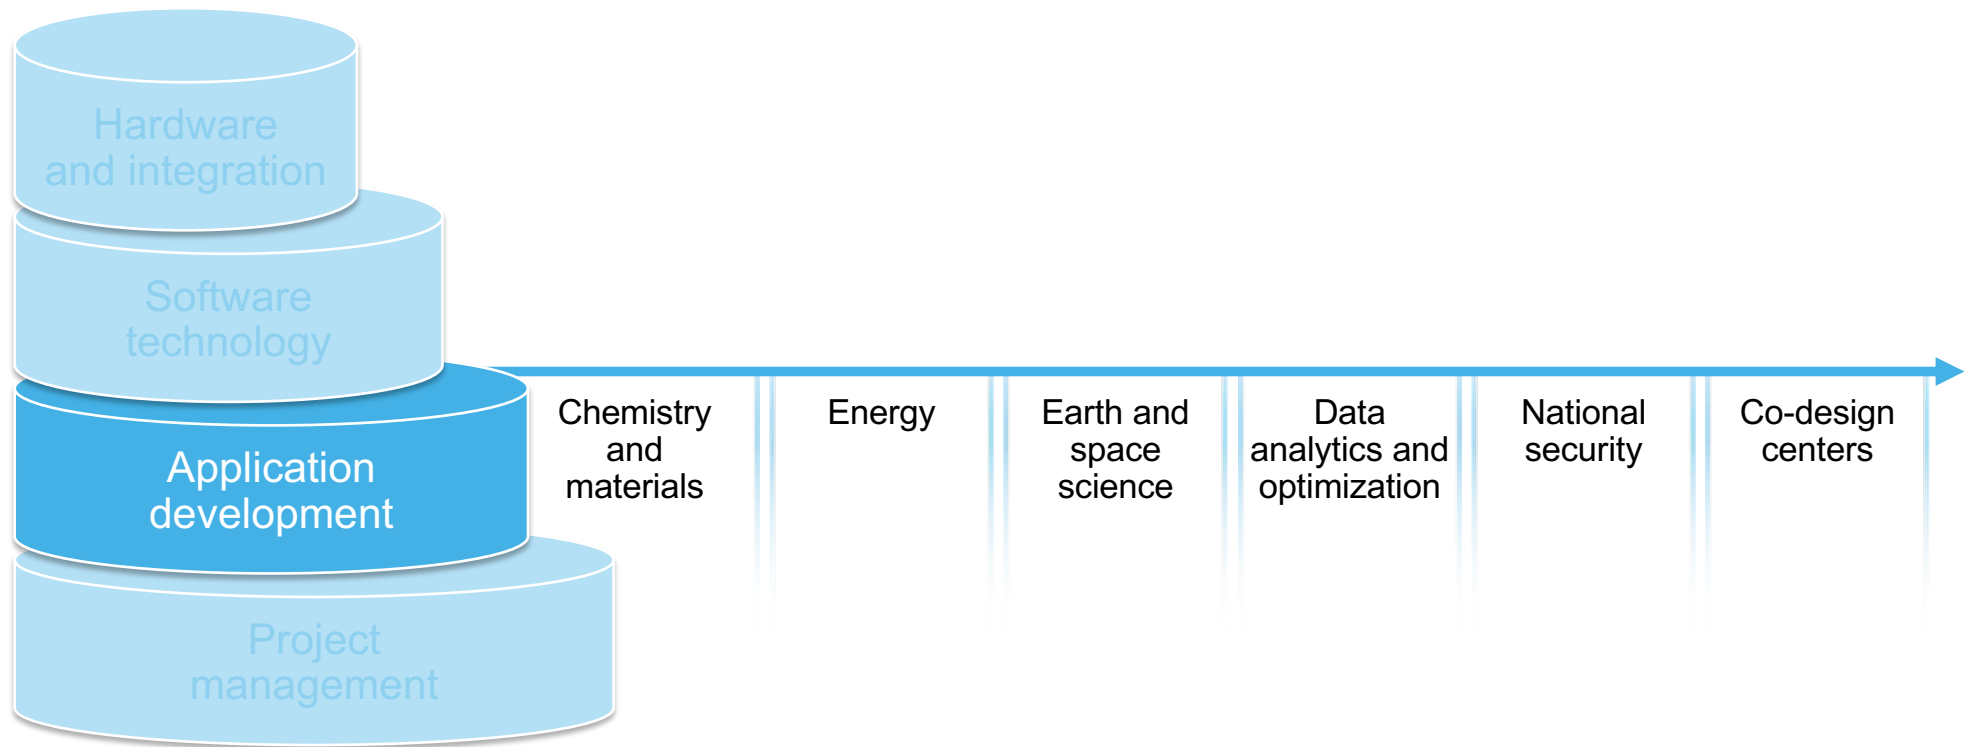 Hardware
and integration
Software
technology
Application
development
Project
management
Chemistry
and
materials
Energy
Earth and
space
science
Data
analytics and
optimization
National
security
Co-design
centers